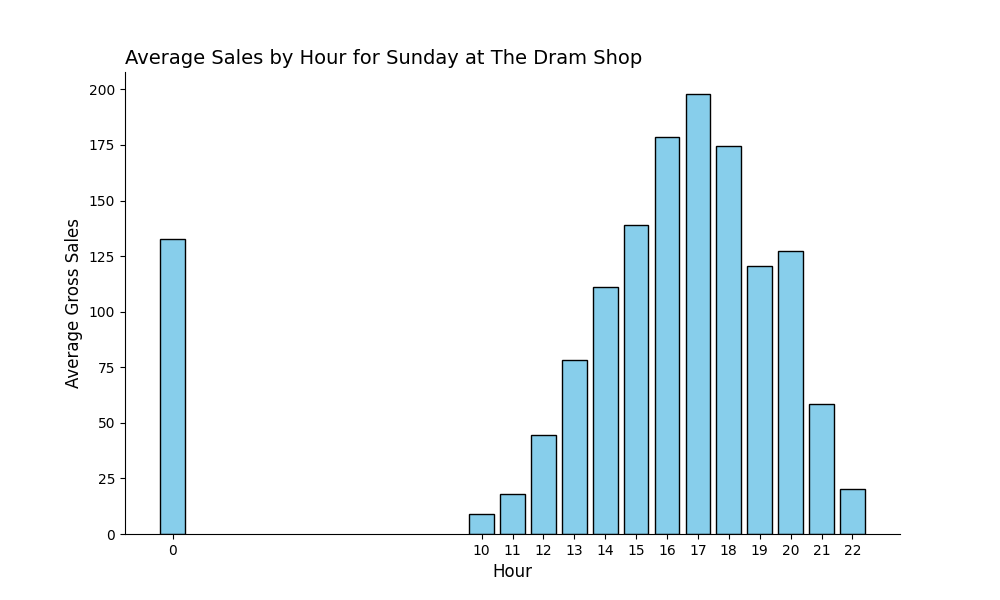 Average Sales by Hour for Sunday at The Dram Shop
Average Gross Sales
200
175
150
125
100
75
50
25
0
0 10 11 12 13 14 15 16 17 18 19 20 21 22
Hour